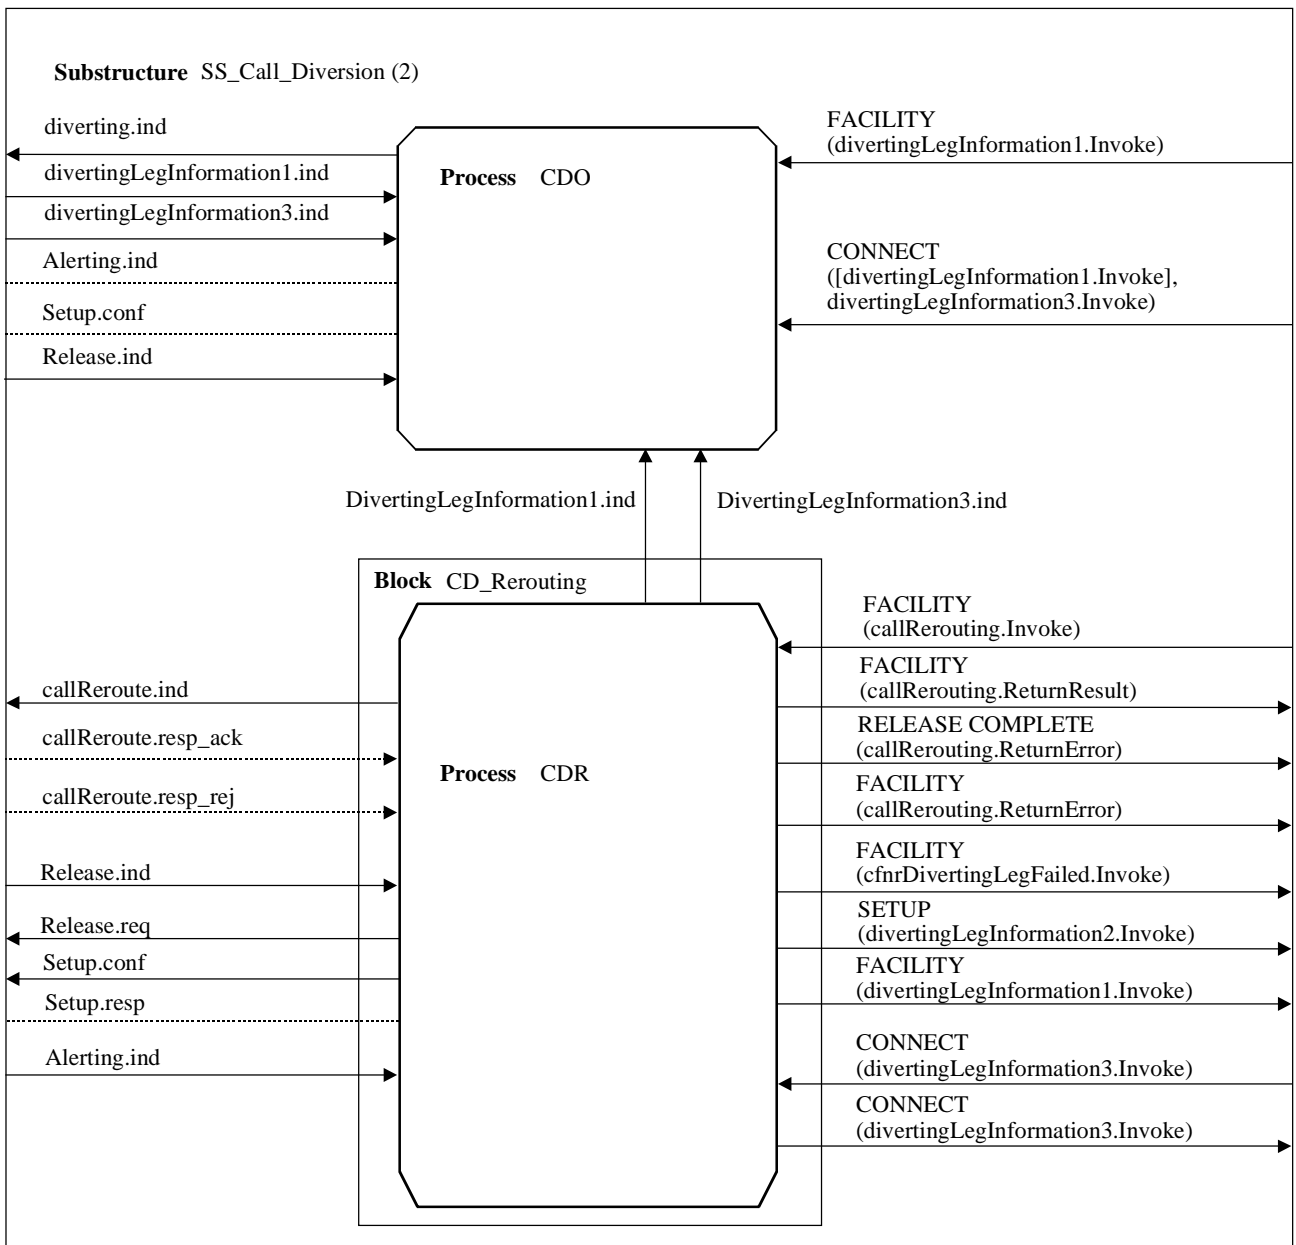 Substructure SS_Call_Diversion (2)
diverting.ind
divertingLegInformation1.ind
divertingLegInformation3.ind
Alerting.ind
Setup.conf
Release.ind
Process CDO
FACILITY
(divertingLegInformation1.Invoke)
CONNECT
([divertingLegInformation1.Invoke],
divertingLegInformation3.Invoke)
DivertingLegInformation1.ind
DivertingLegInformation3.ind
Block CD_Rerouting
callReroute.ind
callReroute.resp_ack
callReroute.resp_rej
Release.ind
Release.req
Setup.conf
Setup.resp
Alerting.ind
Process CDR
FACILITY
(callRerouting.Invoke)
FACILITY
(callRerouting.ReturnResult)
RELEASE COMPLETE
(callRerouting.ReturnError)
FACILITY
(callRerouting.ReturnError)
FACILITY
(cfnrDivertingLegFailed.Invoke)
SETUP
(divertingLegInformation2.Invoke)
FACILITY
(divertingLegInformation1.Invoke)
CONNECT
(divertingLegInformation3.Invoke)
CONNECT
(divertingLegInformation3.Invoke)